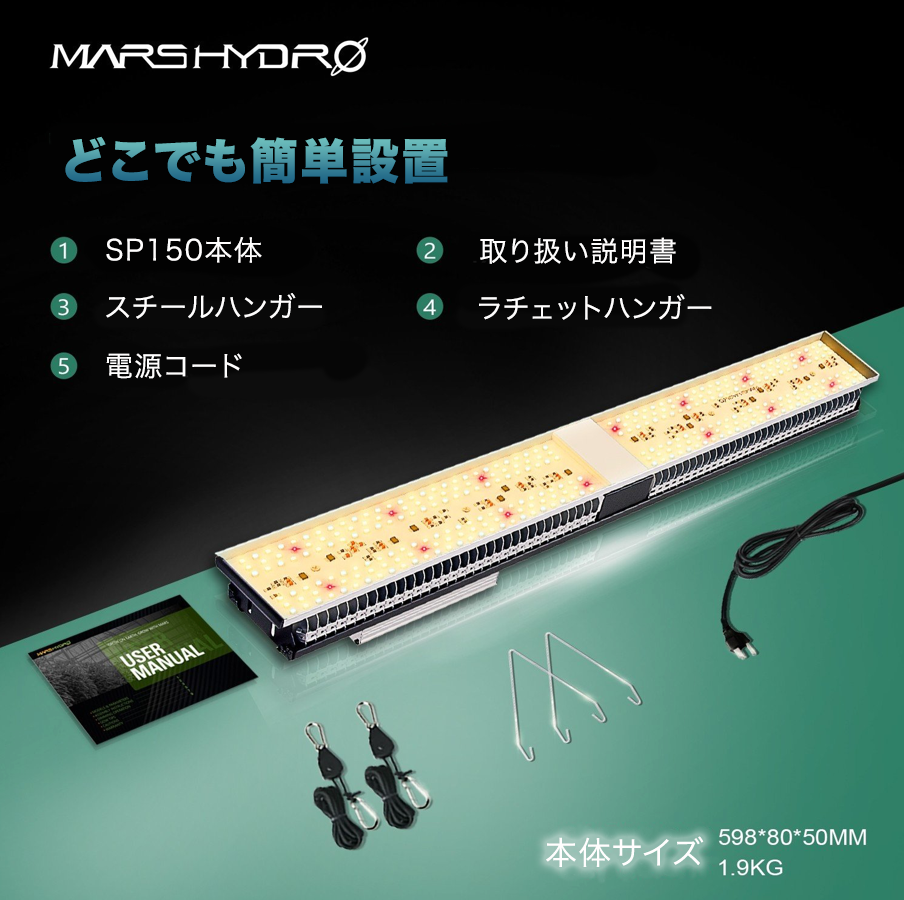 MARSHYDRO
どこでも簡単設置
1 SP150本体
2 取り扱い説明書
3 スチールハンガー
4 ラチェットハンガー
5 電源コード
MARSHYDRO
USER
MANUAL
本体サイズ
598*80*50MM
1.9KG